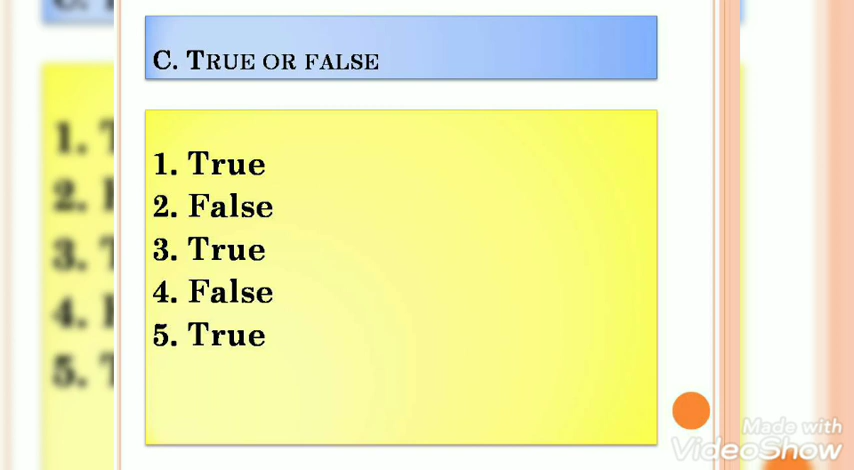 C. TRUE OR FALSE
1. True
2. False
3. True
4. False
5. True
Made with
VideoShow